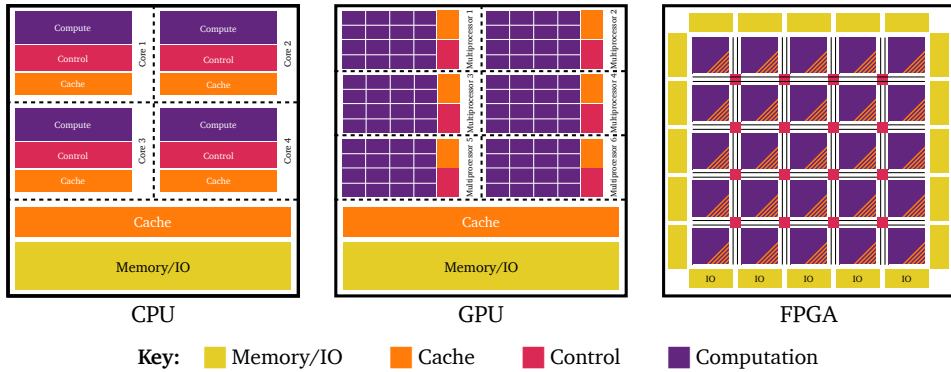 Compute
Control
Cache
Core 1
Compute
Control
Cache
Core 2
Compute
Control
Cache
Core 3
Compute
Control
Cache
Core 4
Cache
Memory/IO
CPU
Multiprocessor 1
Multiprocessor 2
Multiprocessor 3
Multiprocessor 4
Multiprocessor 5
Multiprocessor 6
Cache
Memory/IO
GPU
IO IO IO IO IO
FPGA
Key: Memory/IO Cache Control Computation